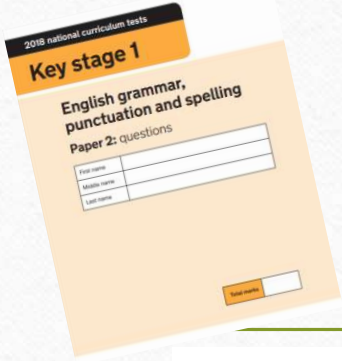 2018 national curriculum tests
Key stage 1
English grammar,
punctuation and spelling
Paper 2: questions
First name
Middle name
Last name
Total marks